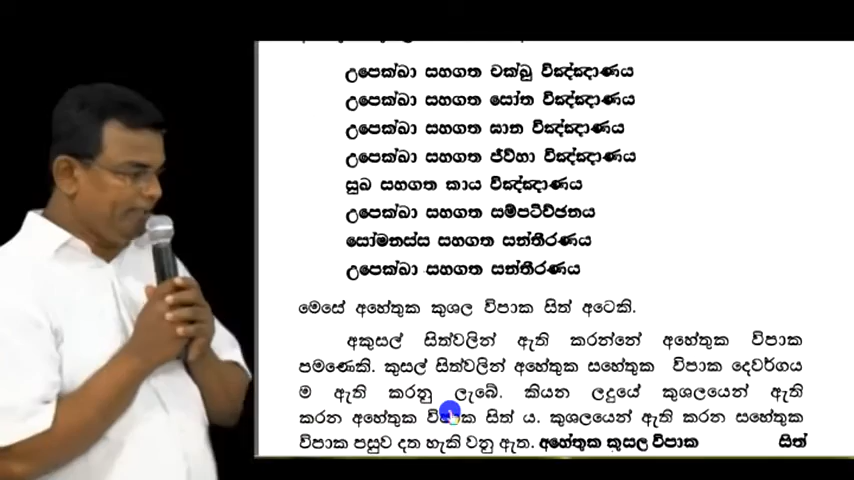 උපෙක්ඛා සහගත චක්ඛු විඤ්ඤාණය
උපෙක්ඛා සහගත සෝත විඤ්ඤාණය
උපෙක්ඛා සහගත ඝාන විඤ්ඤාණය
උපෙක්ඛා සහගත ජිව්හා විඤ්ඤාණය
සුඛ සහගත කාය විඤ්ඤාණය
උපෙක්ඛා සහගත සම්පටිච්ඡනය
සෝමනස්ස සහගත සන්තීරණය
උපෙක්ඛා සහගත සන්තීරණය
මෙසේ අහේතුක කුශල විපාක සිත් අටෙකි.
අකුසල් සිත්වලින් ඇති කරන්නේ අහේතුක විපාක
පමණෙකි. කුසල් සිත්වලින් අහේතුක සහේතුක විපාක දෙවර්ගය
ම ඇති කරනු ලැබේ. කියන ලදුයේ කුශලයෙන් ඇති
කරන අහේතුක විපාක සිත් ය. කුශලයෙන් ඇති කරන සහේතුක
විපාක පසුව දත හැකි වනු ඇත. අහේතුක කුසල විපාක සිත්